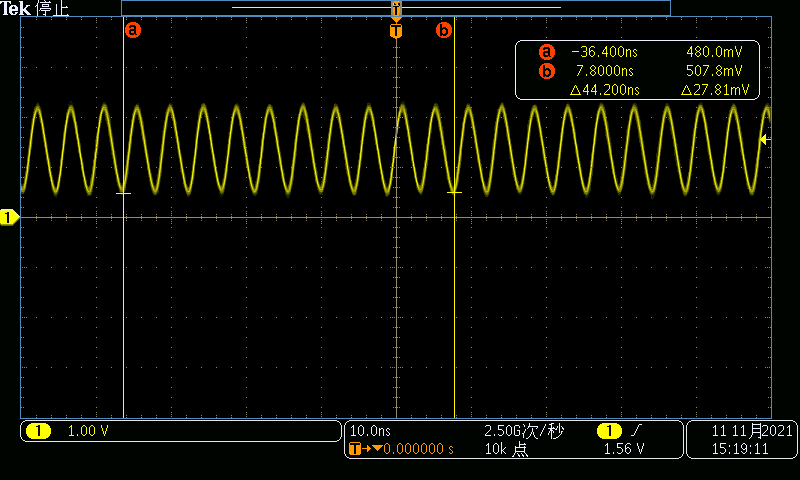 Tek 停止
T
a b
T
a -36.400ns 480.0mV
b 7.8000ns 507.8mV
△44.200ns △27.81mV
1
1 1.00 V
10.0ns 2.50G次/秒 1 ∫ 11 11月2021
T→▼0.000000 s 10k 点 1.56 V 15:19:11